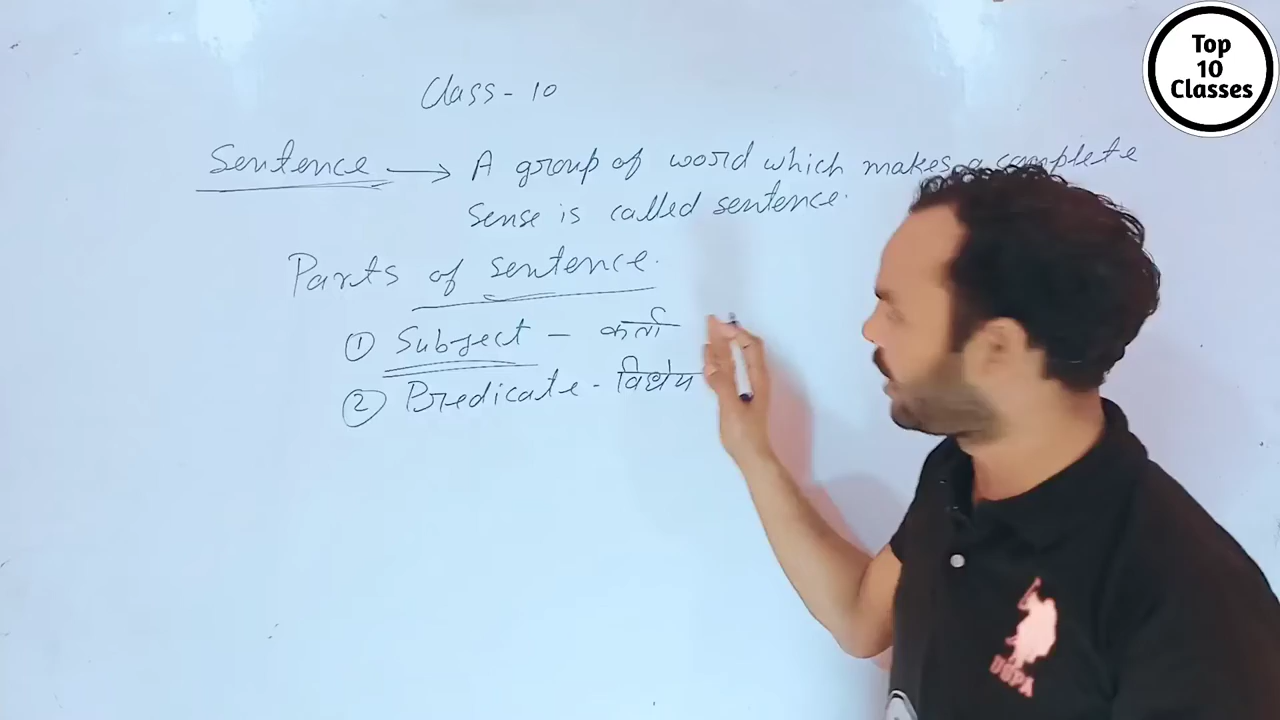 Top
10
Classes
Class - 10
Sentence → A group of word which makes a complete
sense is called sentence.
Parts of sentence.
① Subject - कर्ता
② Predicate - विधेय
USPA